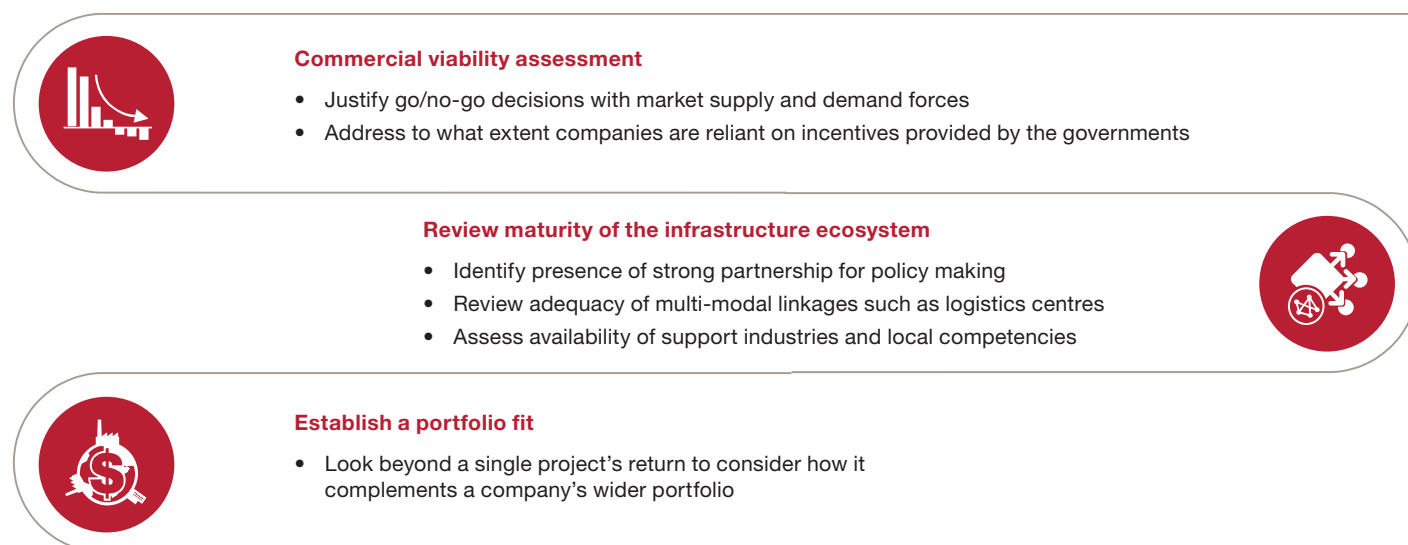 Commercial viability assessment
• Justify go/no-go decisions with market supply and demand forces
• Address to what extent companies are reliant on incentives provided by the governments
Review maturity of the infrastructure ecosystem
• Identify presence of strong partnership for policy making
• Review adequacy of multi-modal linkages such as logistics centres
• Assess availability of support industries and local competencies
$
Establish a portfolio fit
• Look beyond a single project’s return to consider how it
complements a company’s wider portfolio